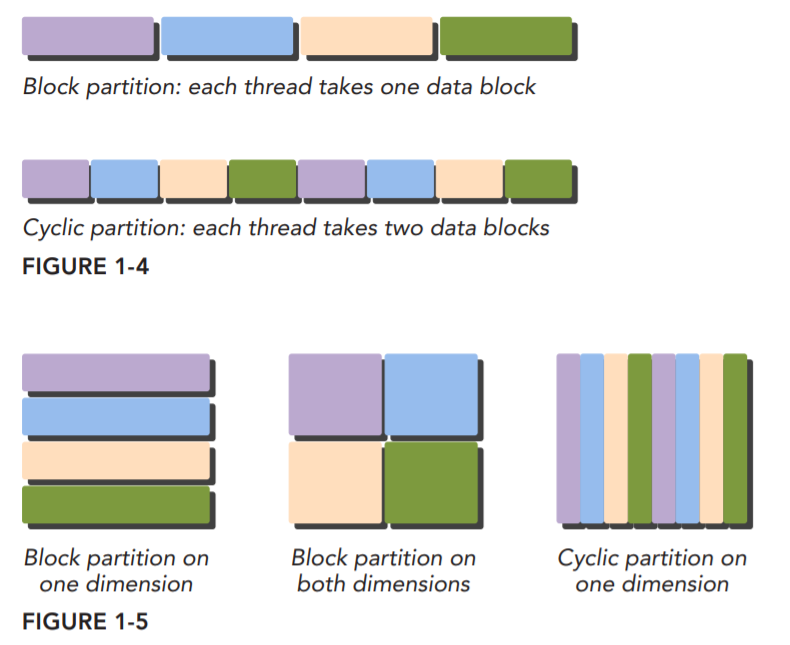 Block partition: each thread takes one data block
Cyclic partition: each thread takes two data blocks
FIGURE 1-4
Block partition on
one dimension
Block partition on
both dimensions
Cyclic partition on
one dimension
FIGURE 1-5